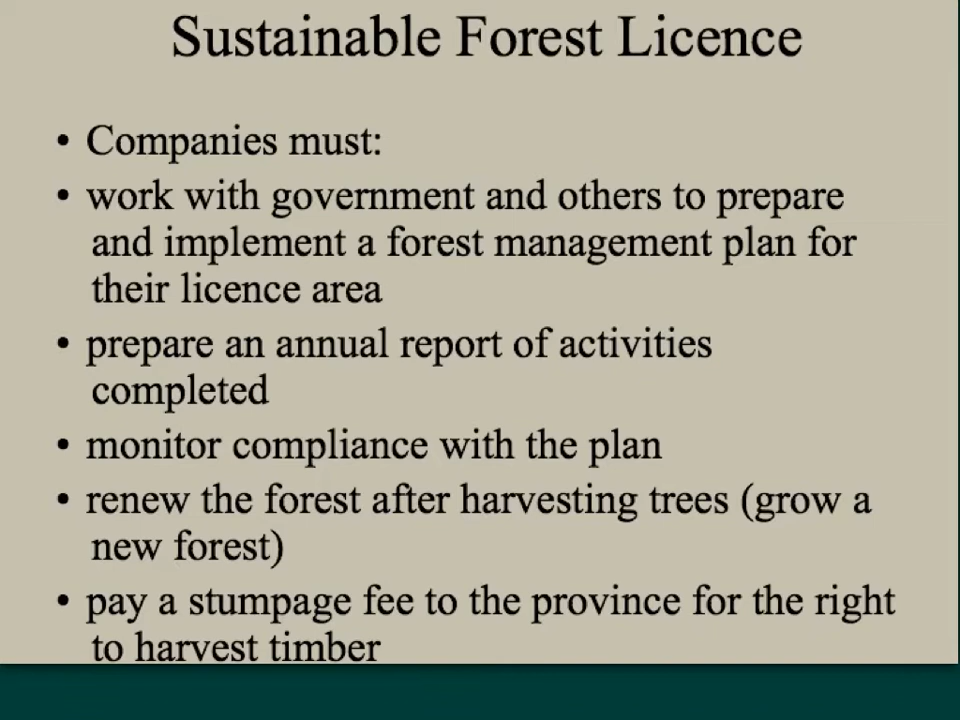 Sustainable Forest Licence
• Companies must:
• work with government and others to prepare
and implement a forest management plan for
their licence area
• prepare an annual report of activities
completed
• monitor compliance with the plan
• renew the forest after harvesting trees (grow a
new forest)
• pay a stumpage fee to the province for the right
to harvest timber